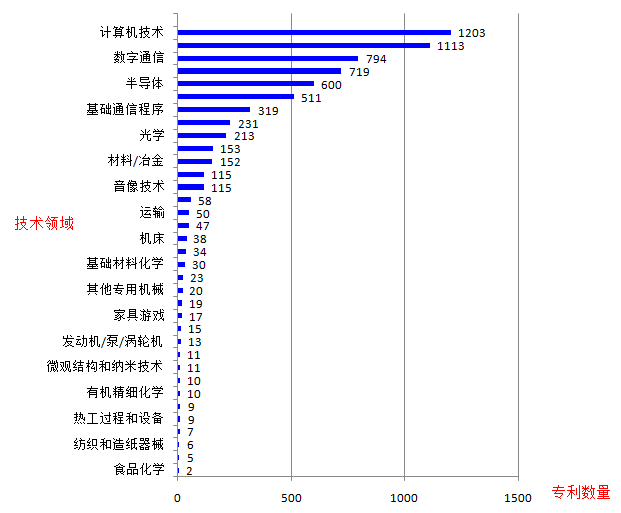 计算机技术 1203
1113
数字通信 794
719
半导体 600
511
基础通信程序 319
231
光学 213
153
材料/冶金 152
115
音像技术 115
58
运输 50
47
技术领域
机床 38
34
基础材料化学 30
23
其他专用机械 20
19
家具游戏 17
15
发动机/泵/涡轮机 13
11
微观结构和纳米技术 11
10
有机精细化学 10
9
热工过程和设备 9
7
纺织和造纸器械 6
5
食品化学 2
0 500 1000 1500
专利数量